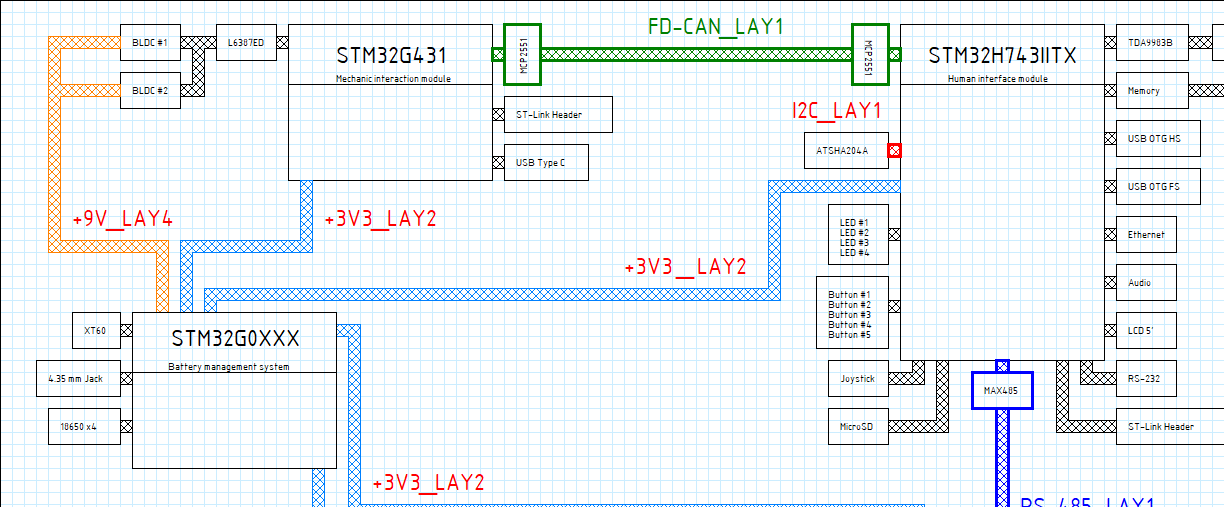 FD-CAN_LAY1
BLDC #1
L6387ED
STM32G431
Mechanic interaction module
MCP2551
MCP2551
STM32H743IITX
Human interface module
TDA9983B
BLDC #2
Memory
ST-Link Header
I2C_LAY1
USB OTG HS
ATSHA204A
USB Type C
USB OTG FS
+9V_LAY4
+3V3_LAY2
LED #1
LED #2
LED #3
LED #4
Ethernet
+3V3_LAY2
Audio
Button #1
Button #2
Button #3
Button #4
Button #5
XT60
STM32G0XXX
Battery management system
LCD 5'
4.35 mm Jack
Joystick
MAX485
RS-232
18650 x4
MicroSD
ST-Link Header
+3V3_LAY2
RS-485_LAY1